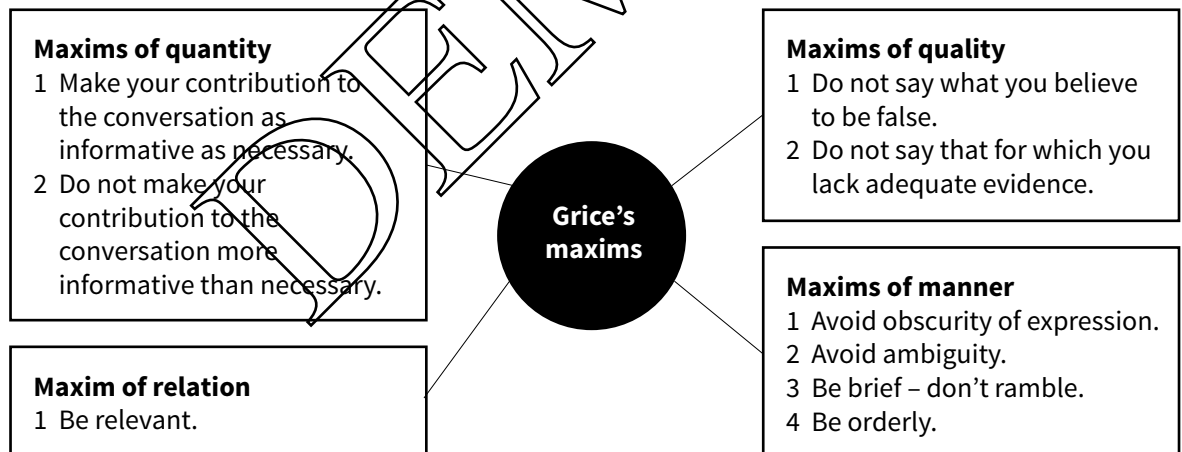 Maxims of quantity
1 Make your contribution to
the conversation as
informative as necessary.
2 Do not make your
contribution to the
conversation more
informative than necessary.
Maxim of relation
1 Be relevant.
Grice’s
maxims
Maxims of quality
1 Do not say what you believe
to be false.
2 Do not say that for which you
lack adequate evidence.
Maxims of manner
1 Avoid obscurity of expression.
2 Avoid ambiguity.
3 Be brief – don’t ramble.
4 Be orderly.
DE